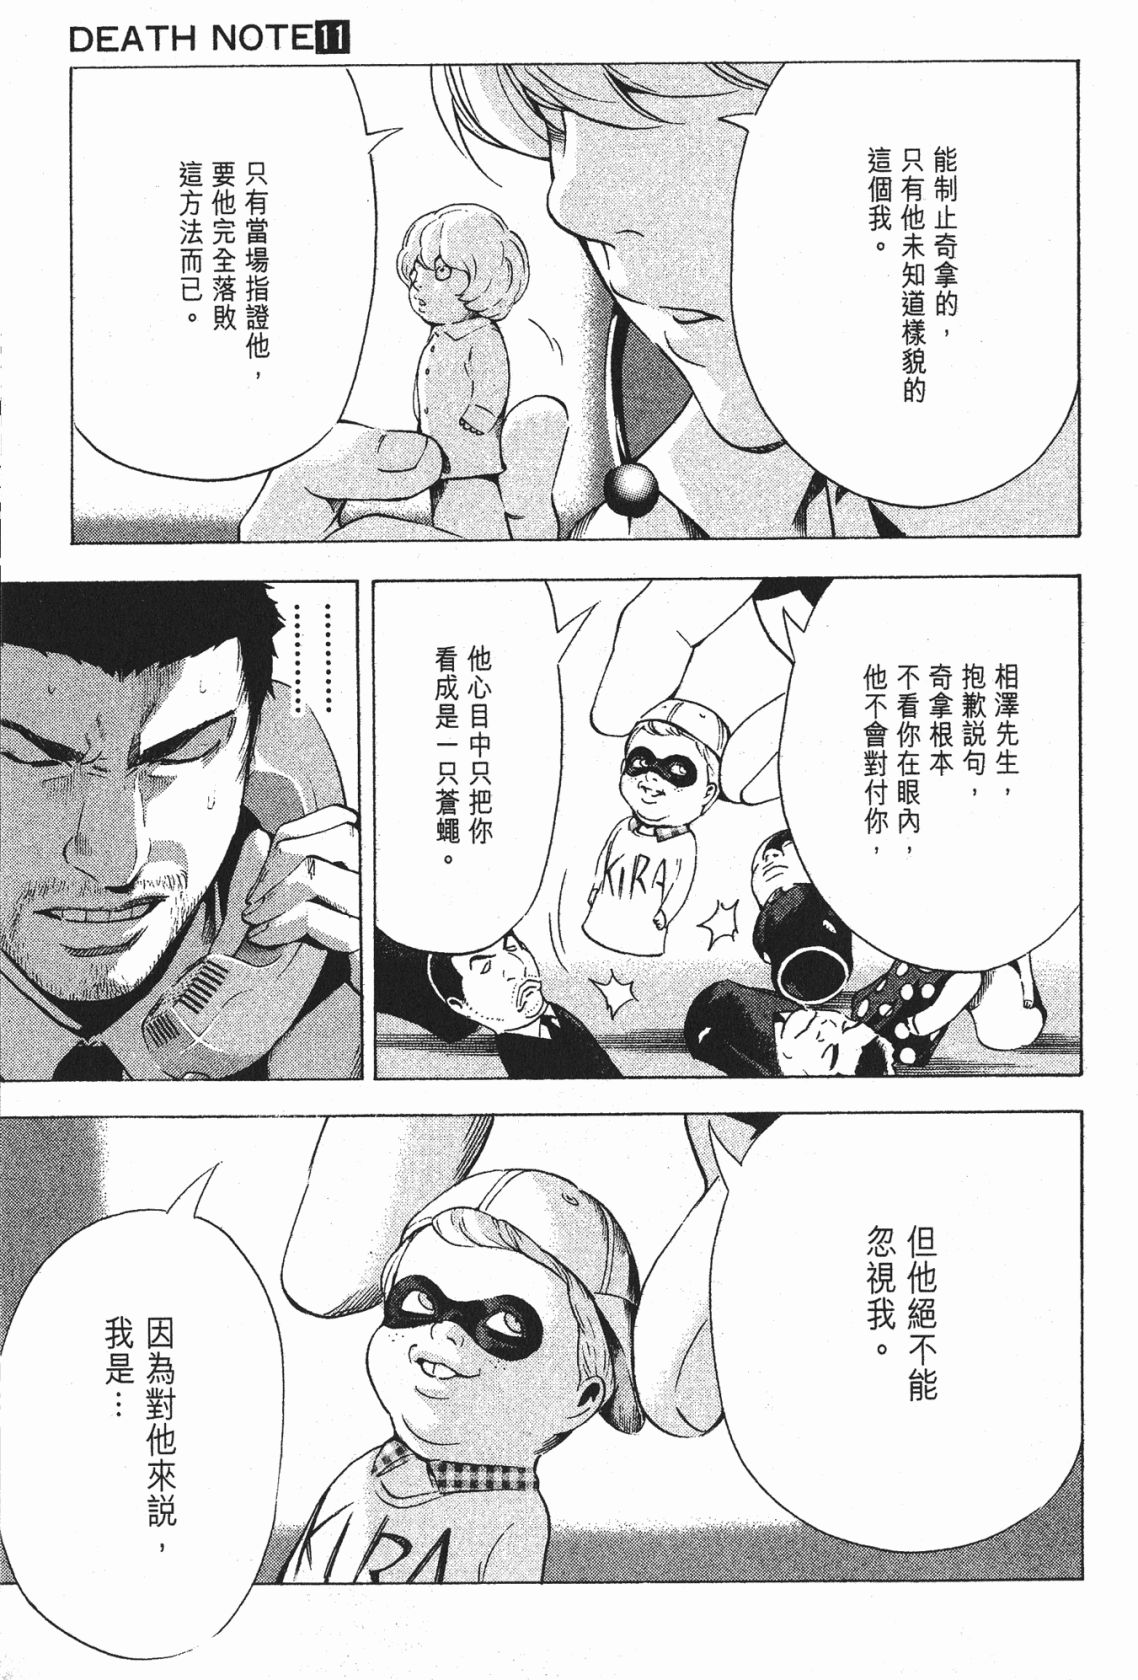 DEATH NOTE 11
能制止奇拿的，
只有他未知道樣貌的
這個我。
只有當場指證他，
要他完全落敗
這方法而已。
相澤先生，
抱歉説句，
奇拿根本
不看你在眼內，
他不會對付你，
他心目中只把你
看成是一只蒼蠅。
…………
…………
KIRA
但他絕不能
忽視我。
因為對他來説，
我是…
KIRA